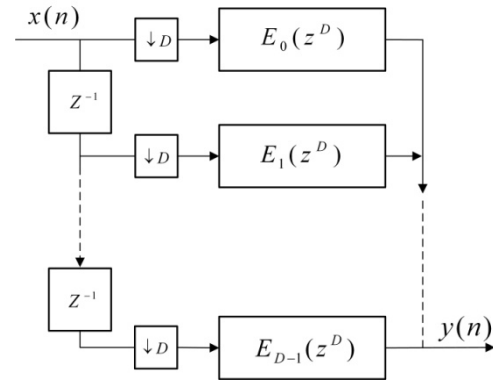 x(n)
↓D
E₀(z^D)
Z⁻¹
↓D
E₁(z^D)
Z⁻¹
y(n)
↓D
E_{D−1}(z^D)